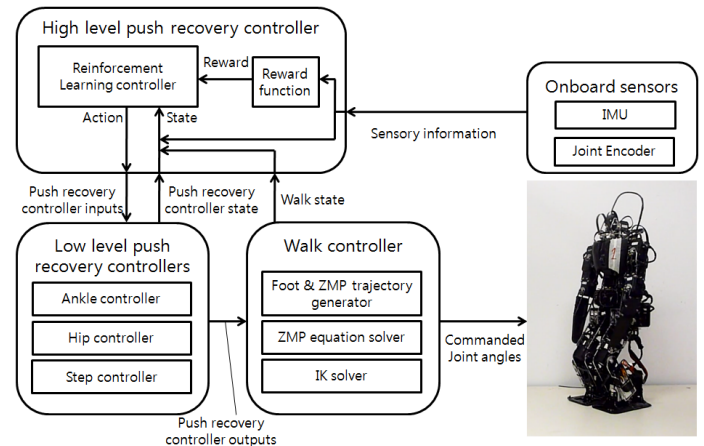 High level push recovery controller
Reinforcement
Learning controller
Reward
Reward
function
Action
State
Sensory information
Onboard sensors
IMU
Joint Encoder
Push recovery
controller inputs
Push recovery
controller state
Walk state
Low level push
recovery controllers
Ankle controller
Hip controller
Step controller
Walk controller
Foot & ZMP trajectory
generator
ZMP equation solver
IK solver
Commanded
Joint angles
Push recovery
controller outputs
1